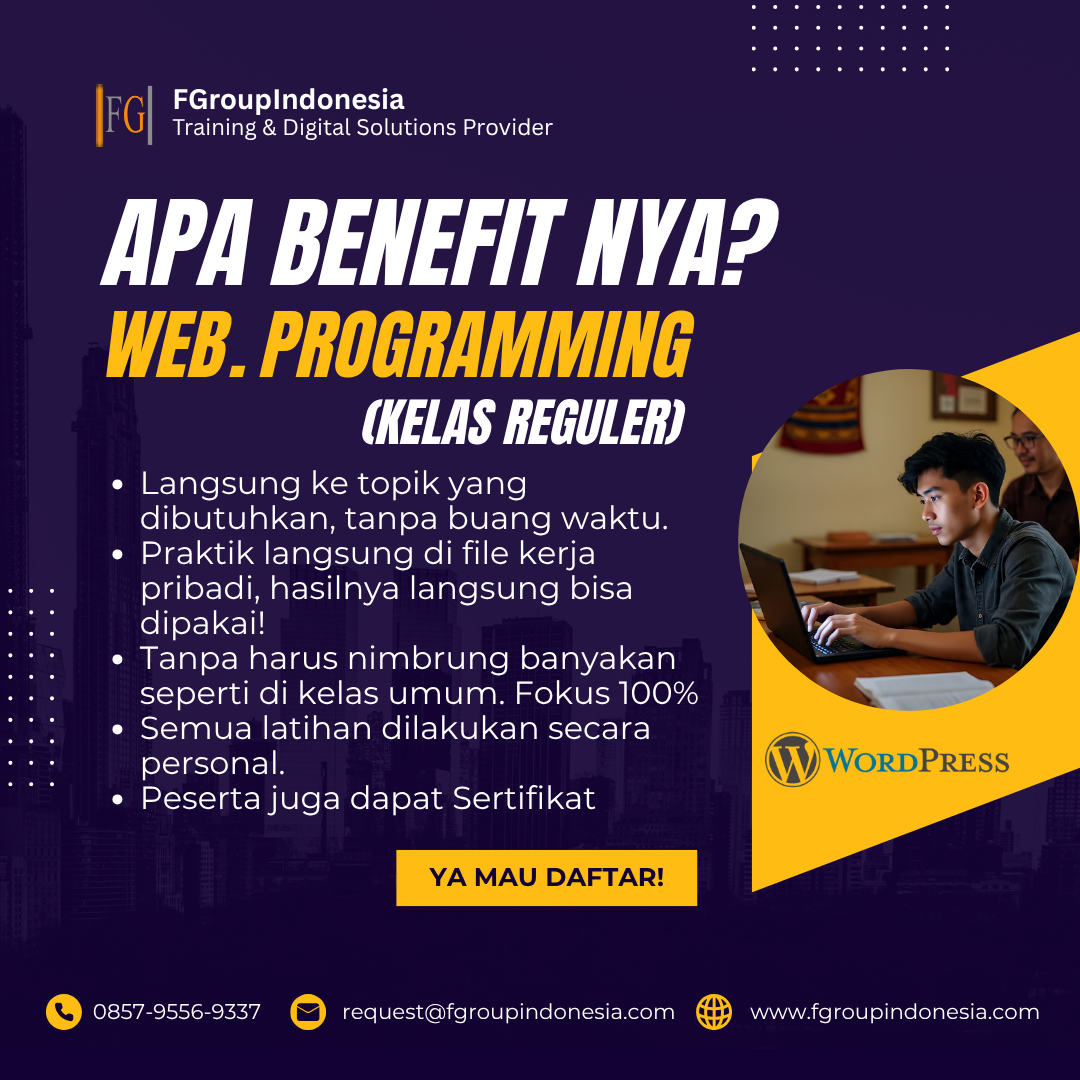 FG
FGroupIndonesia
Training & Digital Solutions Provider
APA BENEFIT NYA?
WEB. PROGRAMMING
(KELAS REGULER)
• Langsung ke topik yang
dibutuhkan, tanpa buang waktu.
• Praktik langsung di file kerja
pribadi, hasilnya langsung bisa
dipakai!
• Tanpa harus nimbrung banyakan
seperti di kelas umum. Fokus 100%
• Semua latihan dilakukan secara
personal.
• Peserta juga dapat Sertifikat
WORDPRESS
YA MAU DAFTAR!
0857-9556-9337
request@fgroupindonesia.com
www.fgroupindonesia.com